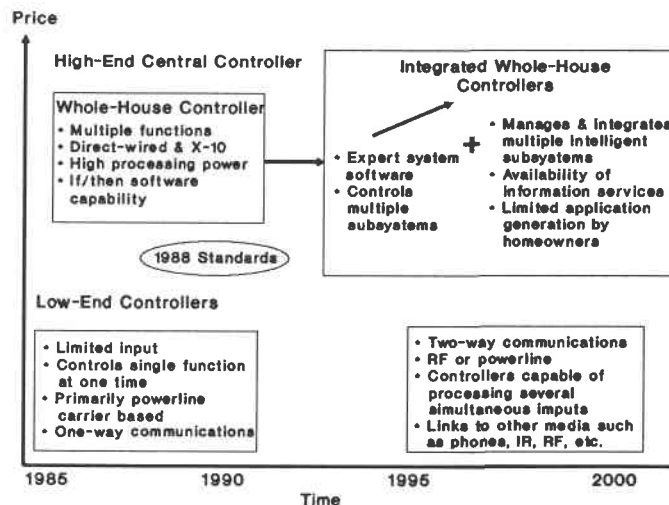 Price
High-End Central Controller
Whole-House Controller
• Multiple functions
• Direct-wired & X-10
• High processing power
• If/then software
capability
Integrated Whole-House
Controllers
• Expert system
software
• Controls
multiple
subsystems
+
• Manages & Integrates
multiple intelligent
subsystems
• Availability of
information services
• Limited application
generation by
homeowners
1988 Standards
Low-End Controllers
• Limited input
• Controls single function
at one time
• Primarily powerline
carrier based
• One-way communications
• Two-way communications
• RF or powerline
• Controllers capable of
processing several
simultaneous imputs
• Links to other media such
as phones, IR, RF, etc.
1985
1990
1995
2000
Time